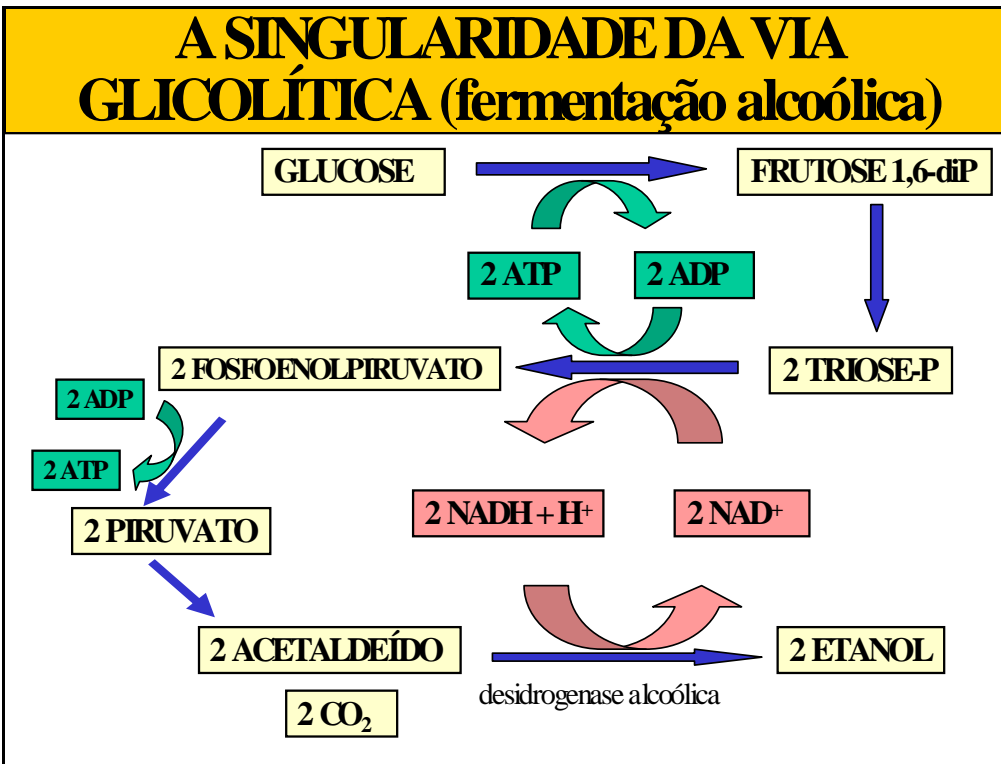 A SINGULARIDADE DA VIA
GLICOLÍTICA (fermentação alcoólica)
GLUCOSE
FRUTOSE 1,6-diP
2 ATP
2 ADP
2 FOSFOENOLPIRUVATO
2 TRIOSE-P
2 ADP
2 ATP
2 PIRUVATO
2 NADH + H⁺
2 NAD⁺
2 ACETALDEÍDO
2 ETANOL
desidrogenase alcoólica
2 CO₂